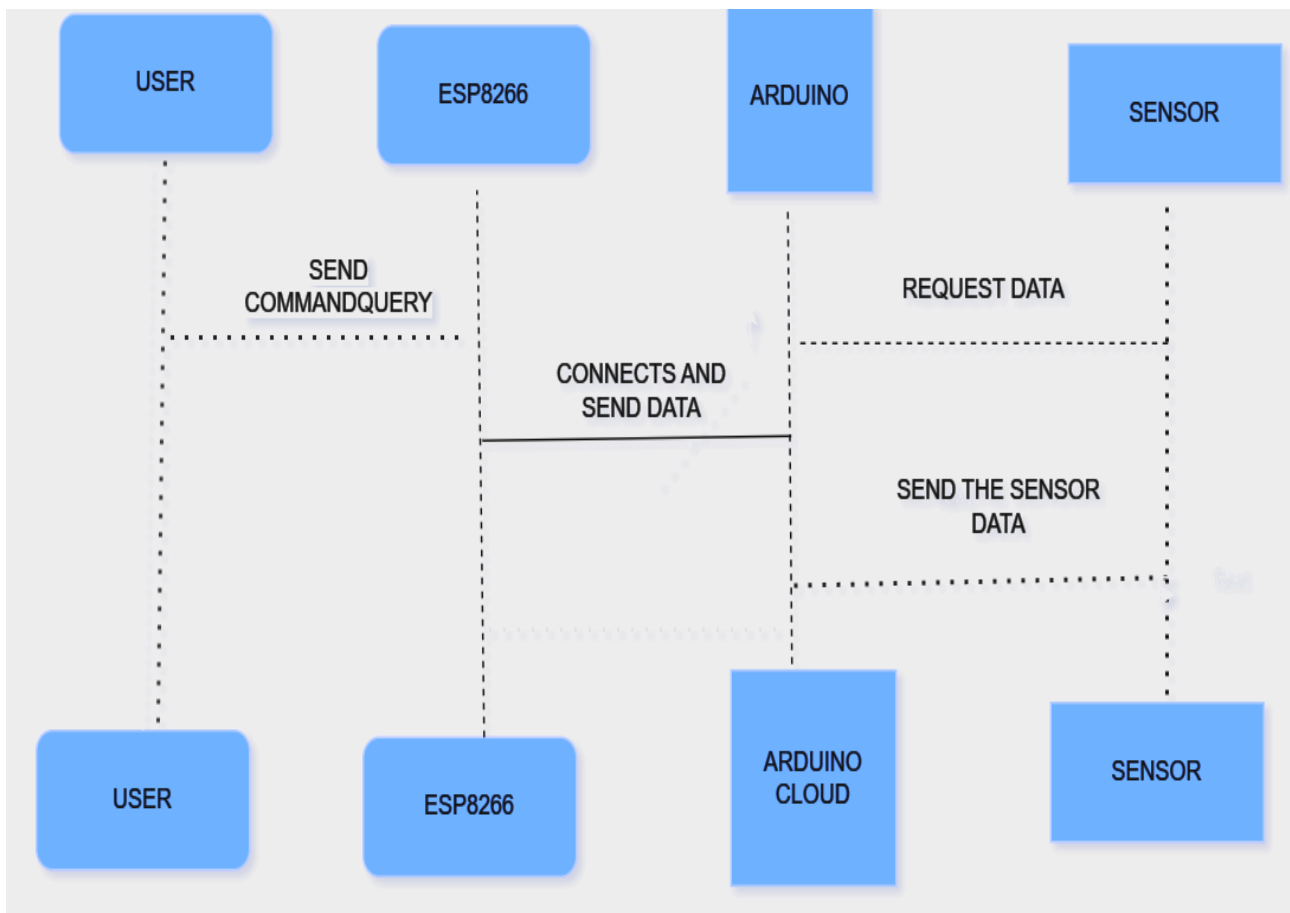 USER
ESP8266
ARDUINO
SENSOR
SEND
COMMANDQUERY
REQUEST DATA
CONNECTS AND
SEND DATA
SEND THE SENSOR
DATA
USER
ESP8266
ARDUINO
CLOUD
SENSOR